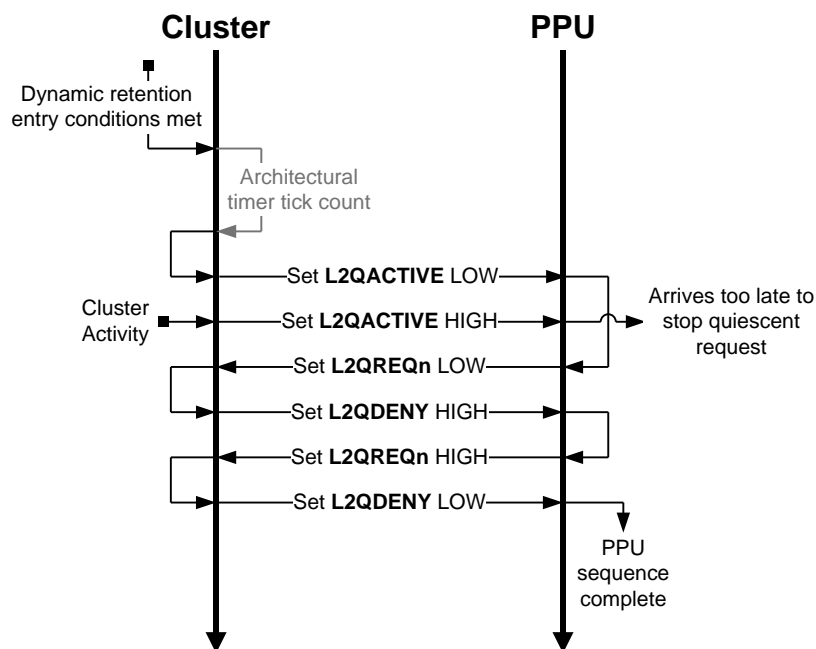 Cluster
PPU
Dynamic retention
entry conditions met
Architectural
timer tick count
Set L2QACTIVE LOW
Cluster
Activity
Set L2QACTIVE HIGH
Arrives too late to
stop quiescent
request
Set L2QREQn LOW
Set L2QDENY HIGH
Set L2QREQn HIGH
Set L2QDENY LOW
PPU
sequence
complete